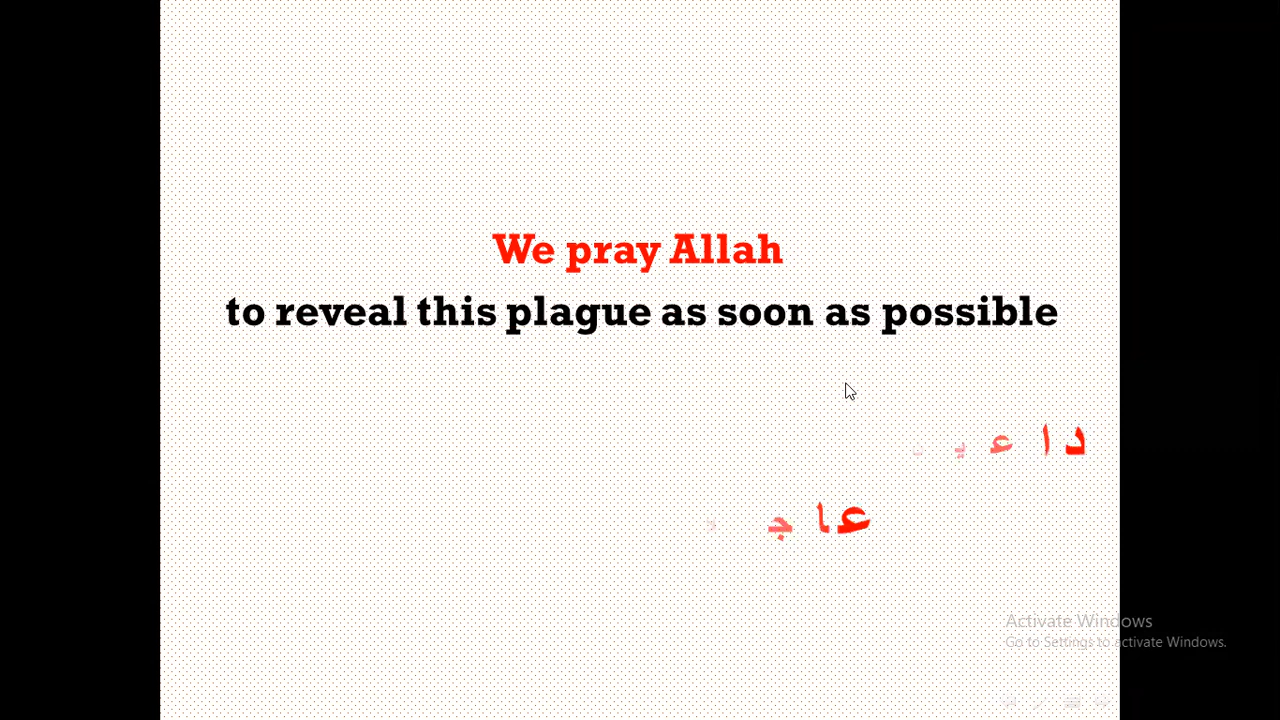 We pray Allah
to reveal this plague as soon as possible
Activate Windows
Go to Settings to activate Windows.